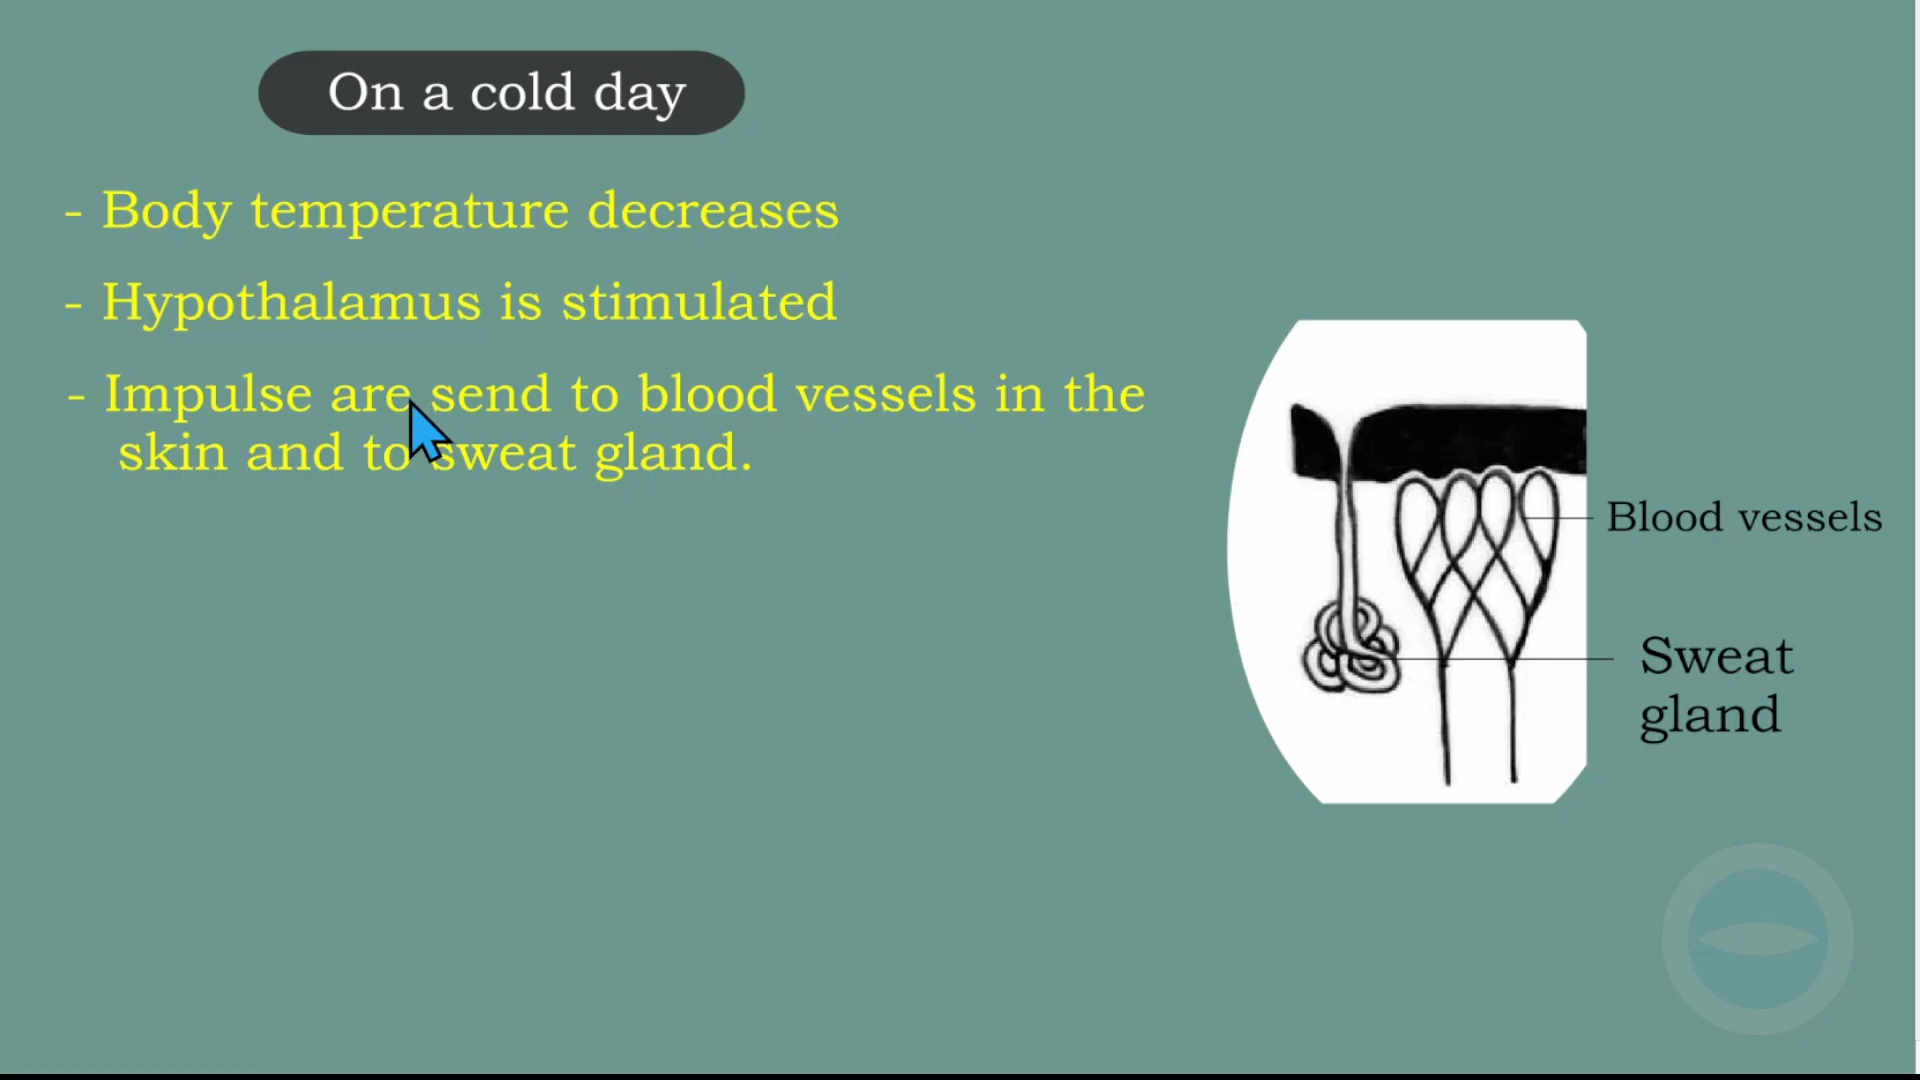 On a cold day
- Body temperature decreases
- Hypothalamus is stimulated
- Impulse are send to blood vessels in the
skin and to sweat gland.
Blood vessels
Sweat
gland